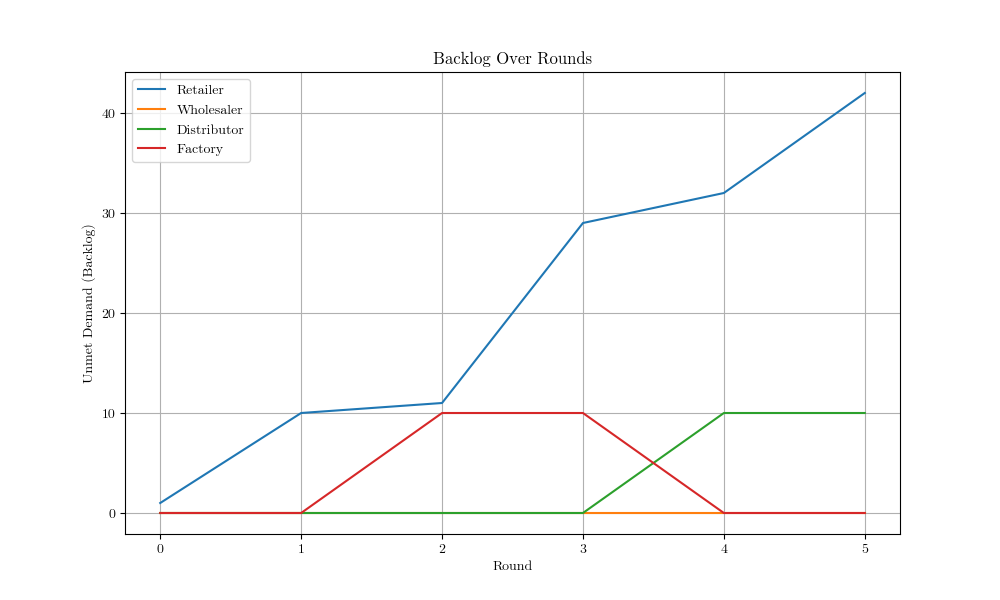 Backlog Over Rounds
Retailer
Wholesaler
Distributor
Factory
Unmet Demand (Backlog)
40
30
20
10
0
0 1 2 3 4 5
Round